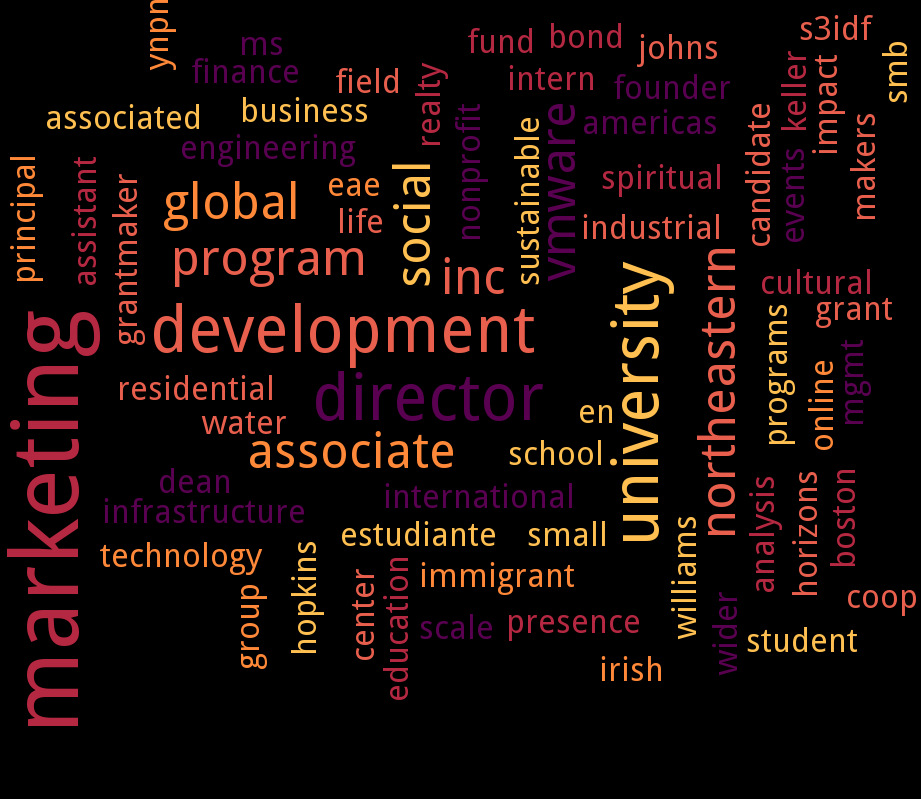 ynpn
ms
finance
fund
bond
johns
s3idf
smb
field
realty
intern
founder
keller
impact
associated
business
engineering
nonprofit
americas
candidate
events
makers
principal
assistant
grantmaker
global
eae
life
social
sustainable
vmware
spiritual
industrial
program
inc
university
northeastern
cultural
grant
marketing
development
programs
online
mgmt
residential
director
en
water
associate
school
dean
infrastructure
international
analysis
horizons
boston
technology
estudiante
small
williams
group
hopkins
center
education
immigrant
coop
scale
presence
wider
student
irish